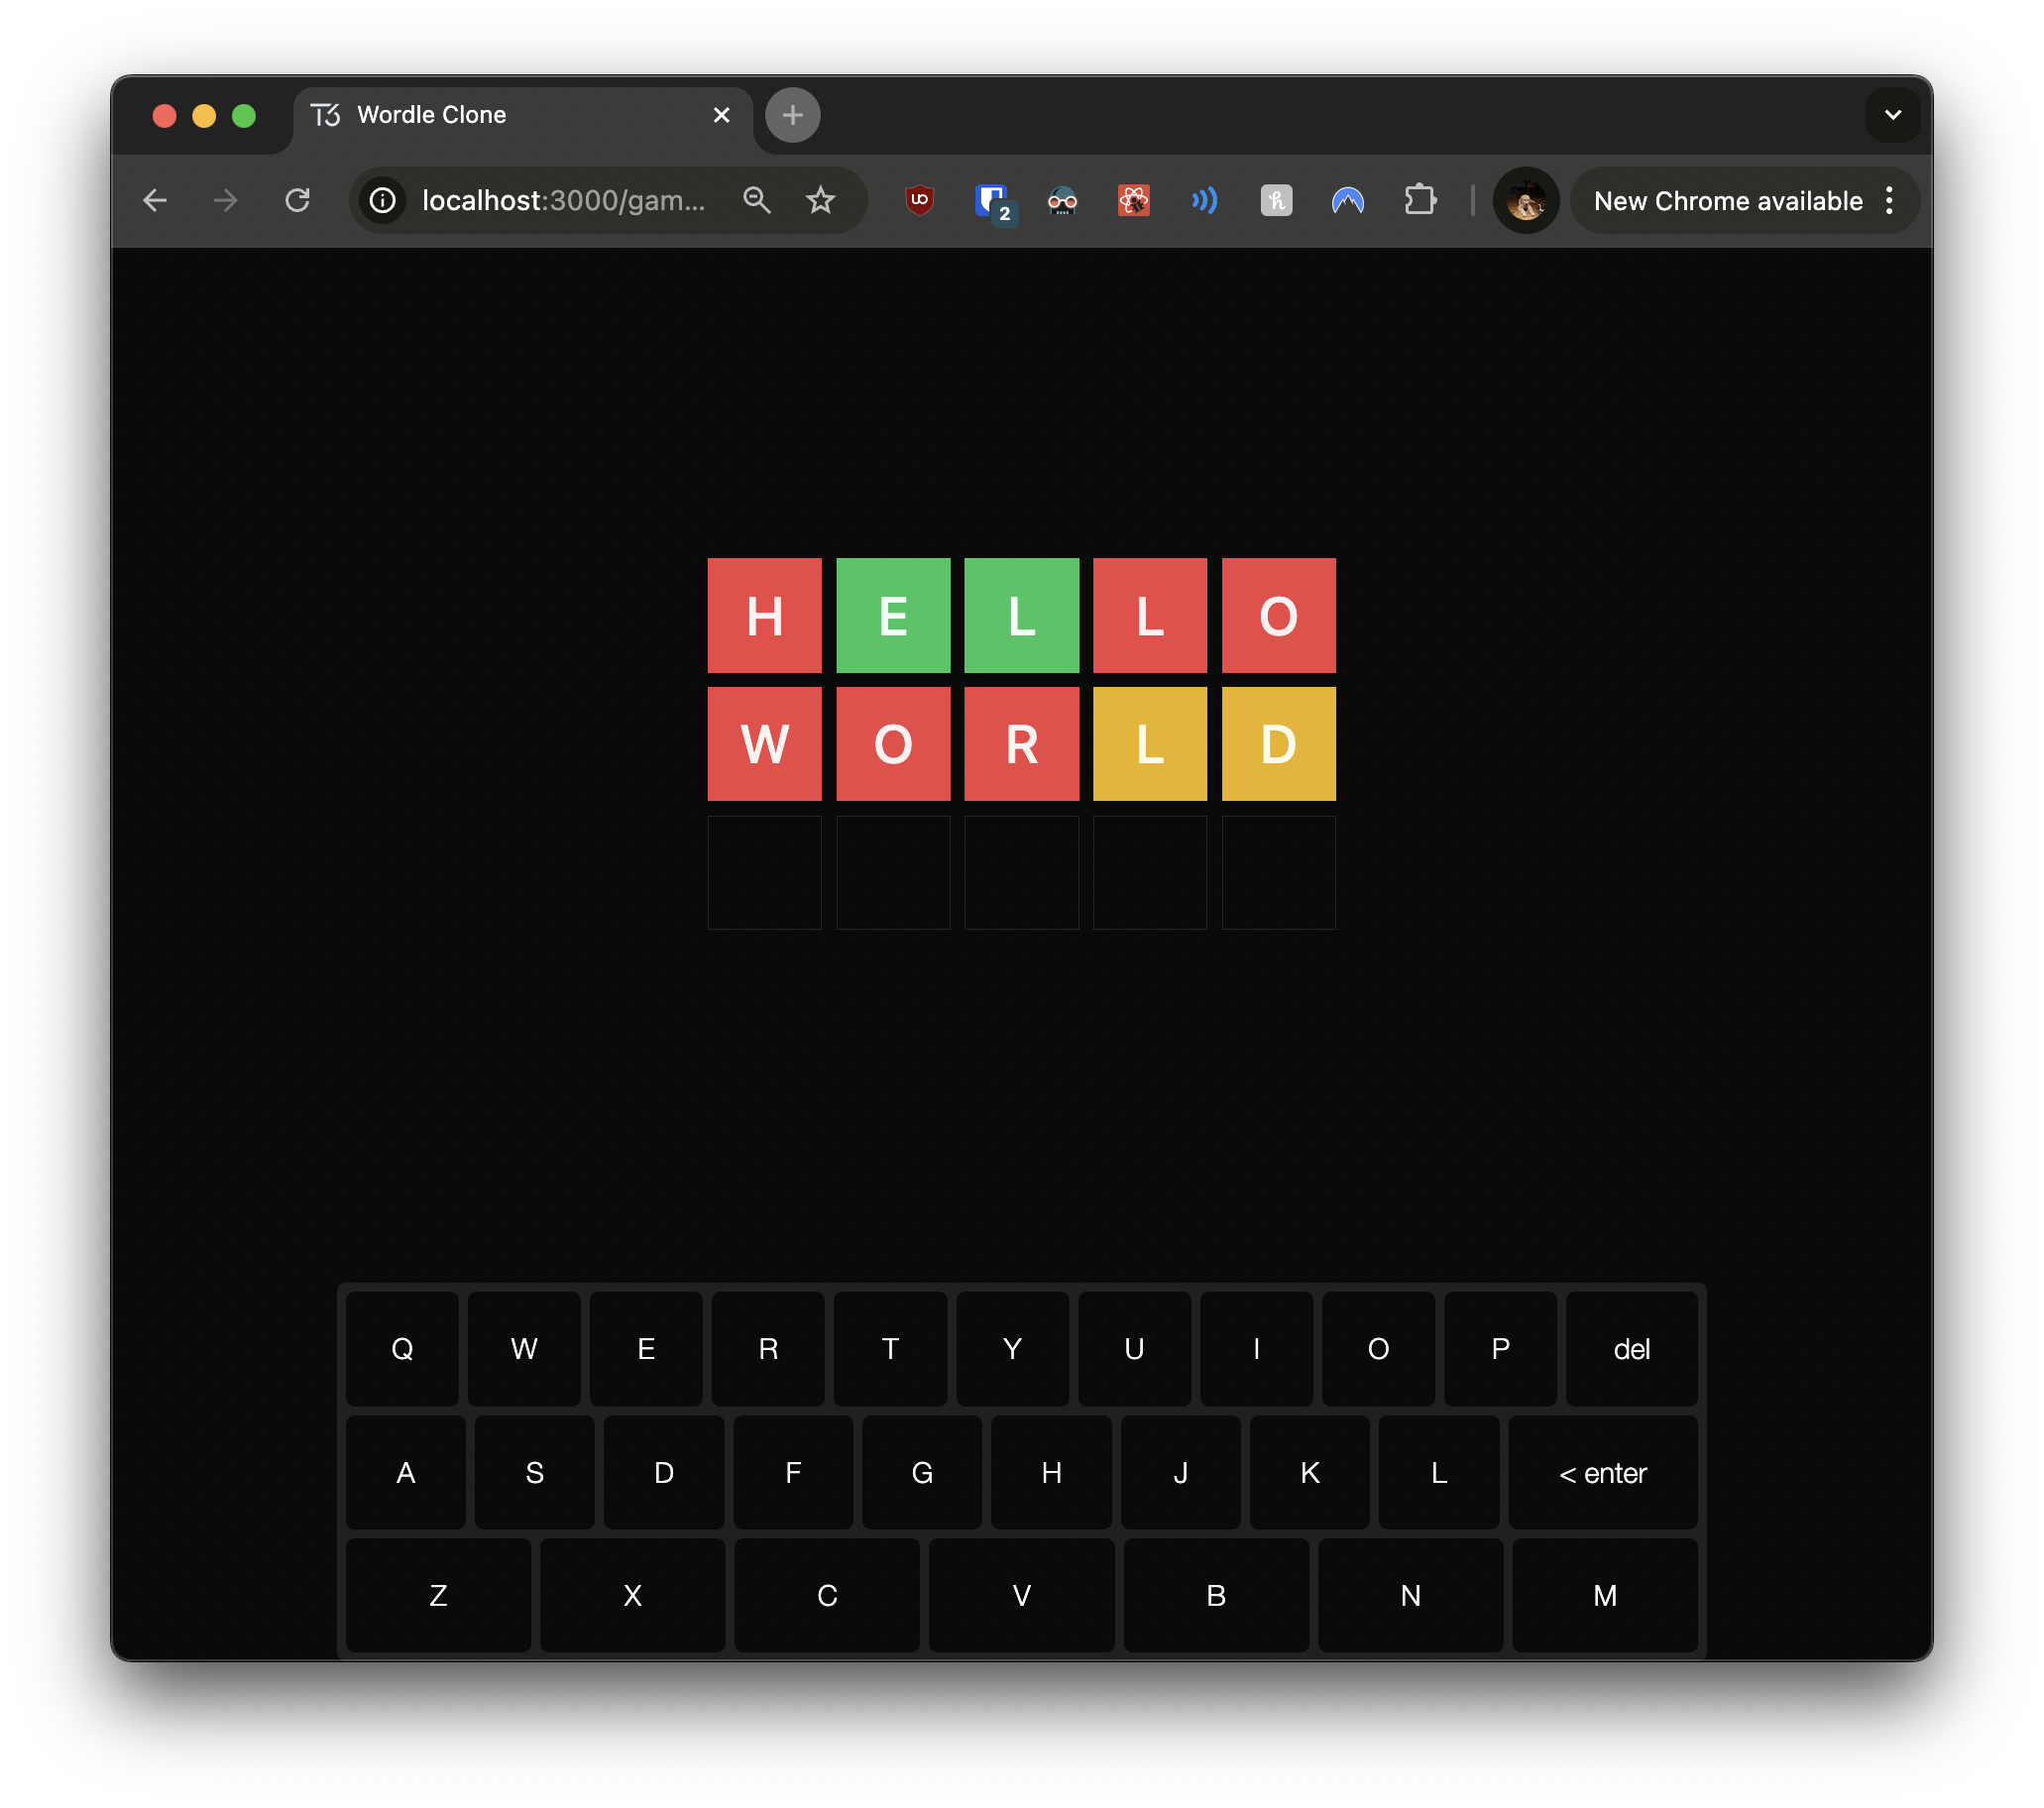 Wordle Clone
localhost:3000/gam...
2
New Chrome available
H E L L O
W O R L D
Q W E R T Y U I O P del
A S D F G H J K L < enter
Z X C V B N M